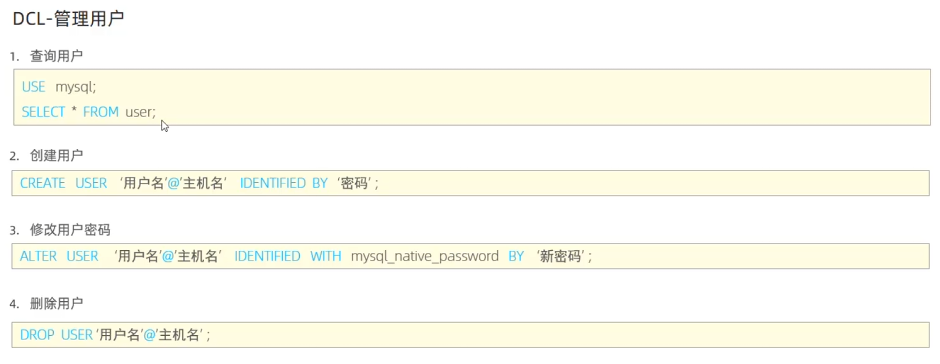 DCL-管理用户
1. 查询用户
USE mysql;
SELECT * FROM user;
2. 创建用户
CREATE USER '用户名'@'主机名' IDENTIFIED BY '密码' ;
3. 修改用户密码
ALTER USER '用户名'@'主机名' IDENTIFIED WITH mysql_native_password BY '新密码' ;
4. 删除用户
DROP USER '用户名'@'主机名' ;